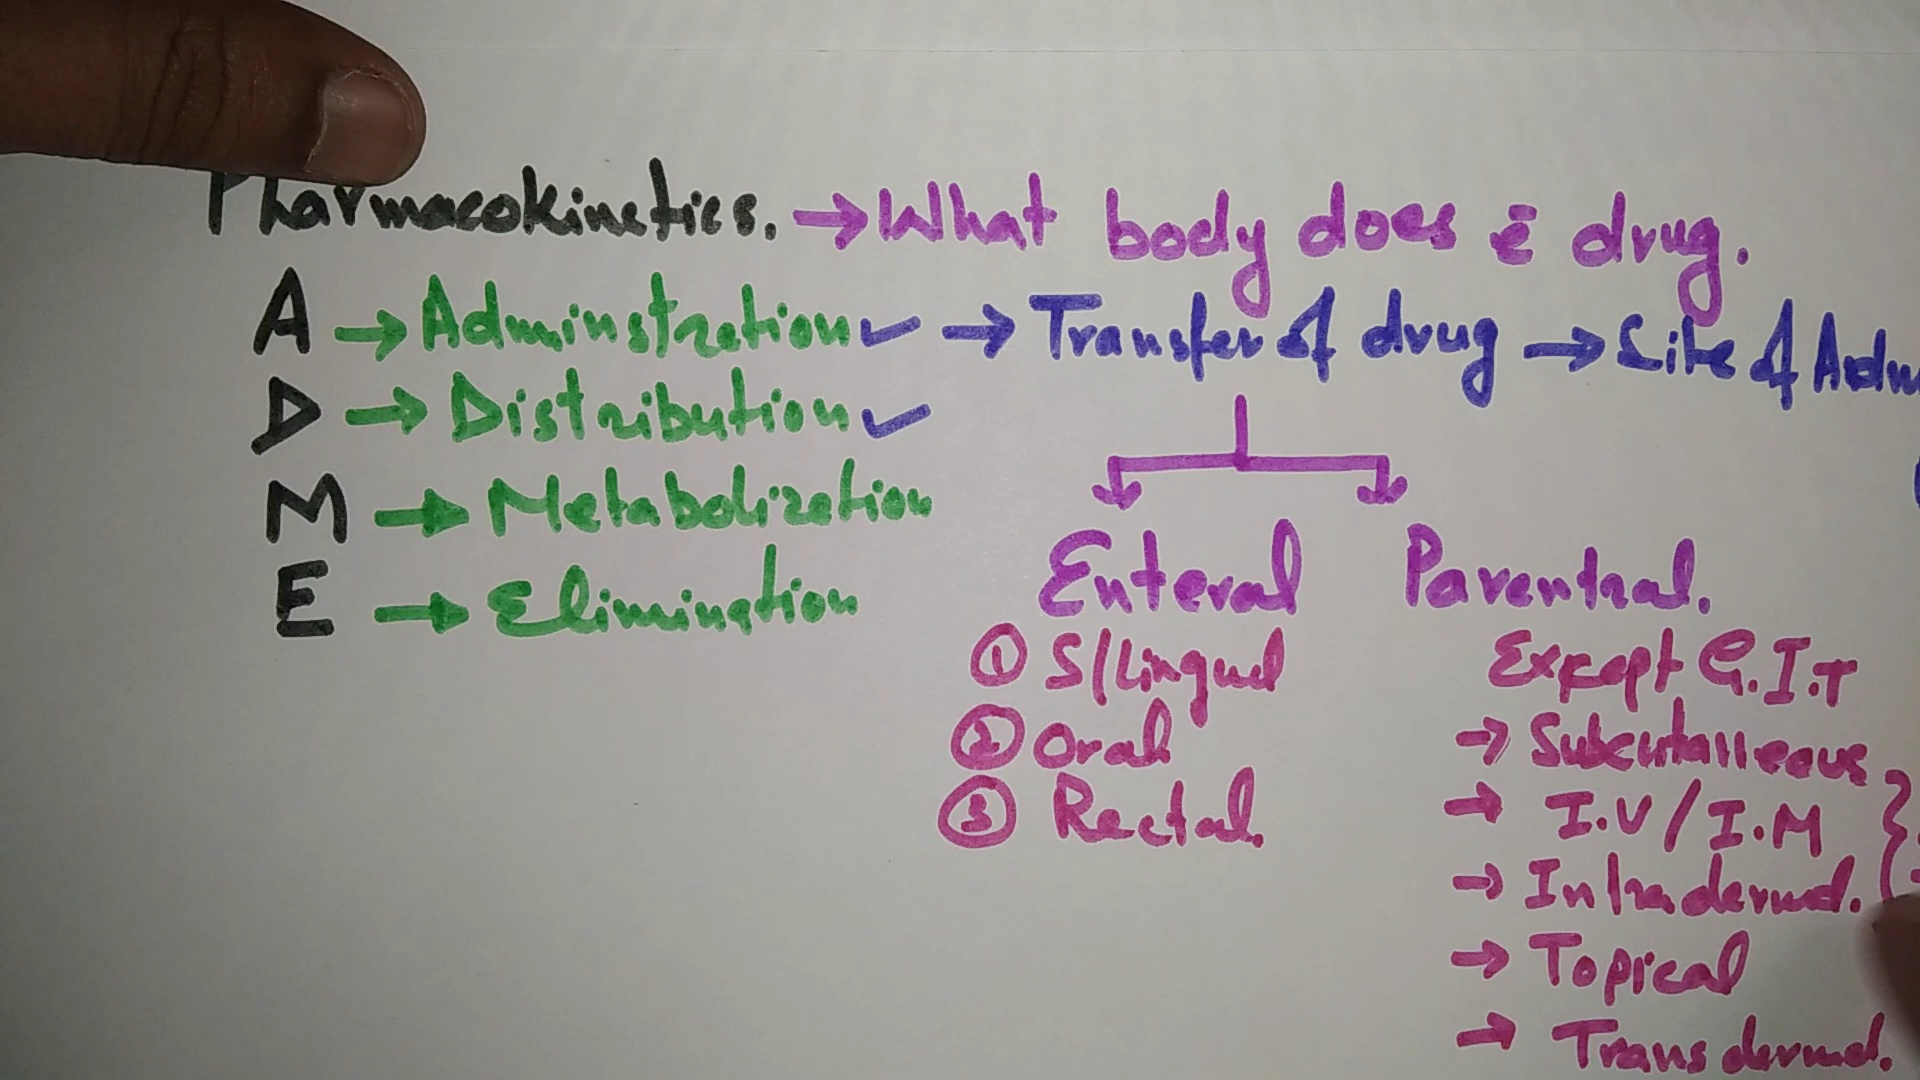 Pharmacokinetics. → What body does c̄ drug.
A → Adminstration ✓ → Transfer of drug → Site of Adm
D → Distribution ✓
M → Metabolization
E → Elimination
Enteral
① S/Lingual
② Oral
③ Rectal.
Parentral.
Except G.I.T
→ Subcutaneous
→ I.V/I.M
→ Intradermal.
→ Topical
→ Transdermal.